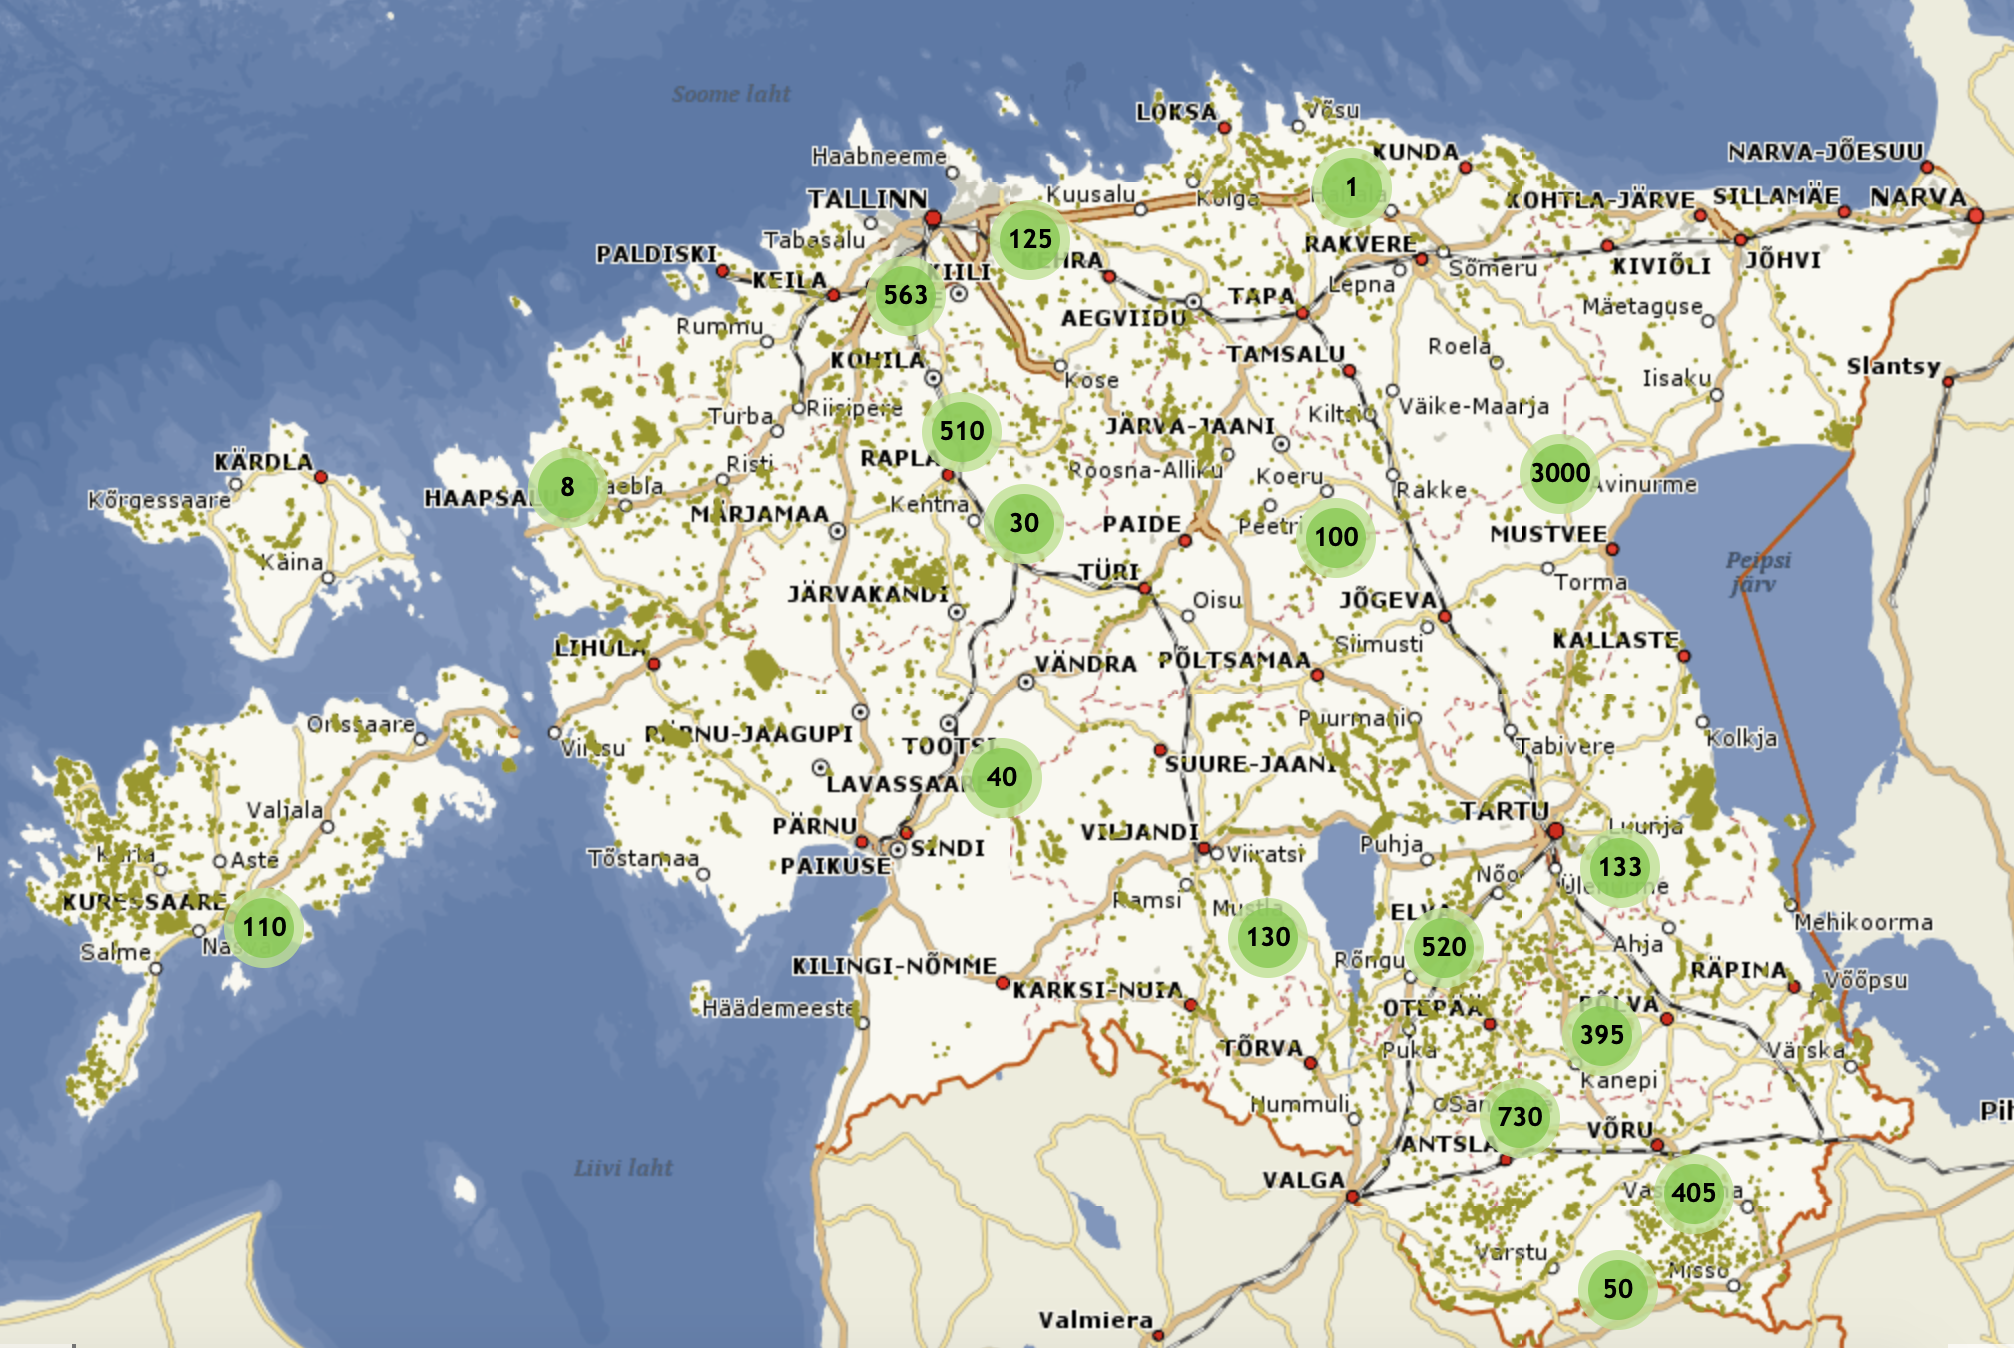 Soome laht
LOKSA
Võsu
Haabneeme
KUNDA
NARVA-JÕESUU
TALLINN
Kuusalu
Kolga
1
KOHTLA-JÄRVE
SILLAMÄE
NARVA
Tabasalu
125
RAKVERE
PALDISKI
KEILA
KIILI
KEHRA
Sõmeru
KIVIÕLI
JÕHVI
563
AEGVIIDU
TAPA
Lepna
Mäetaguse
Rummu
KOHILA
TAMSALU
Roela
Slantsy
Kose
Iisaku
Turba
Riisipere
510
JÄRVA-JAANI
Väike-Maarja
KÄRDLA
Risti
RAPLA
Roosna-Alliku
Koeru
3000
Avinurme
Kõrgessaare
HAAPSALU
8
Taebla
Kehtna
Rakke
MÄRJAMAA
30
PAIDE
Peetri
100
MUSTVEE
Käina
TÜRI
Torma
Peipsi
järv
JÄRVAKANDI
Oisu
JÕGEVA
LIHULA
VÄNDRA
PÕLTSAMAA
Siimusti
KALLASTE
Orissaare
Virtsu
PÄRNU-JAAGUPI
TOOTSI
Puurmani
Tabivere
Kolkja
LAVASSAARE
40
SUURE-JAANI
Valjala
PÄRNU
SINDI
VILJANDI
TARTU
Luunja
Kärla
Aste
Tõstamaa
PAIKUSE
Viiratsi
Puhja
Nõo
133
Ülenurme
KURESSAARE
110
Ramsi
Mustla
ELVA
Mehikoorma
Salme
130
520
Ahja
KILINGI-NÕMME
KARKSI-NUIA
Rõngu
RÄPINA
Võõpsu
Häädemeeste
OTEPÄÄ
PÕLVA
395
TÕRVA
Puka
Värska
Kanepi
Hummuli
730
VÕRU
Liivi laht
VALGA
ANTSLA
405
Varstu
Misso
50
Valmiera